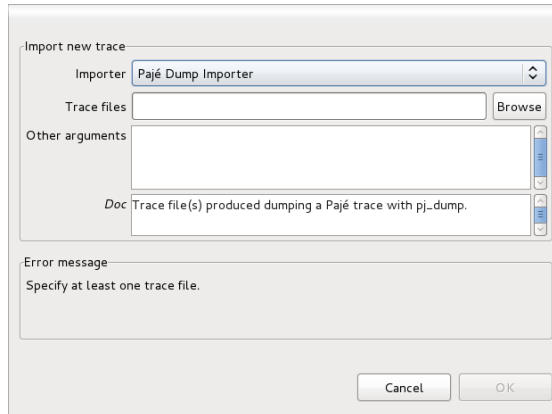 Import new trace
Importer Pajé Dump Importer
Trace files Browse
Other arguments
Doc Trace file(s) produced dumping a Pajé trace with pj_dump.
Error message
Specify at least one trace file.
Cancel OK